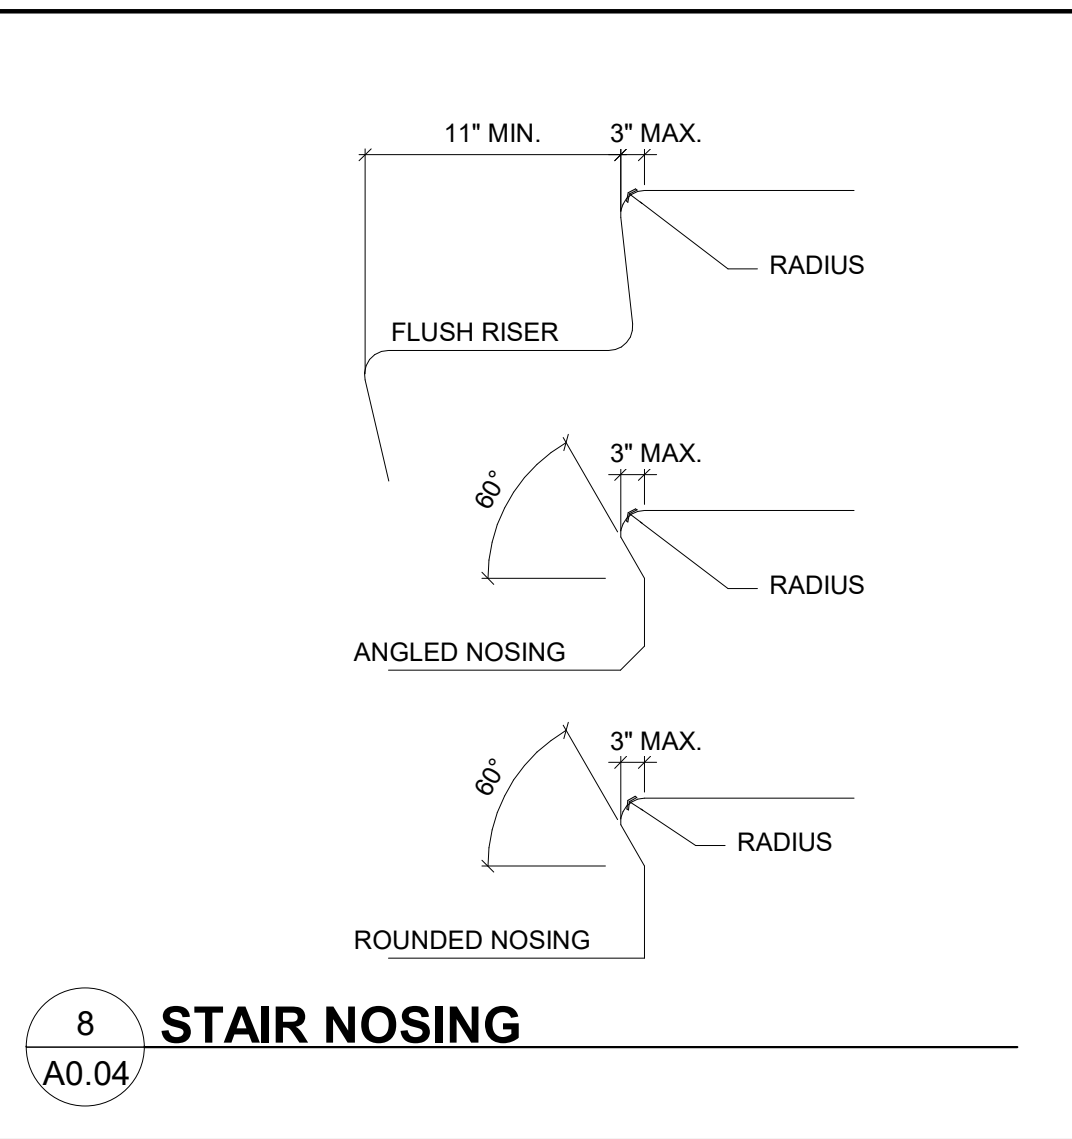 11" MIN.
3" MAX.
RADIUS
FLUSH RISER
3" MAX.
60°
RADIUS
ANGLED NOSING
3" MAX.
60°
RADIUS
ROUNDED NOSING
8
STAIR NOSING
A0.04